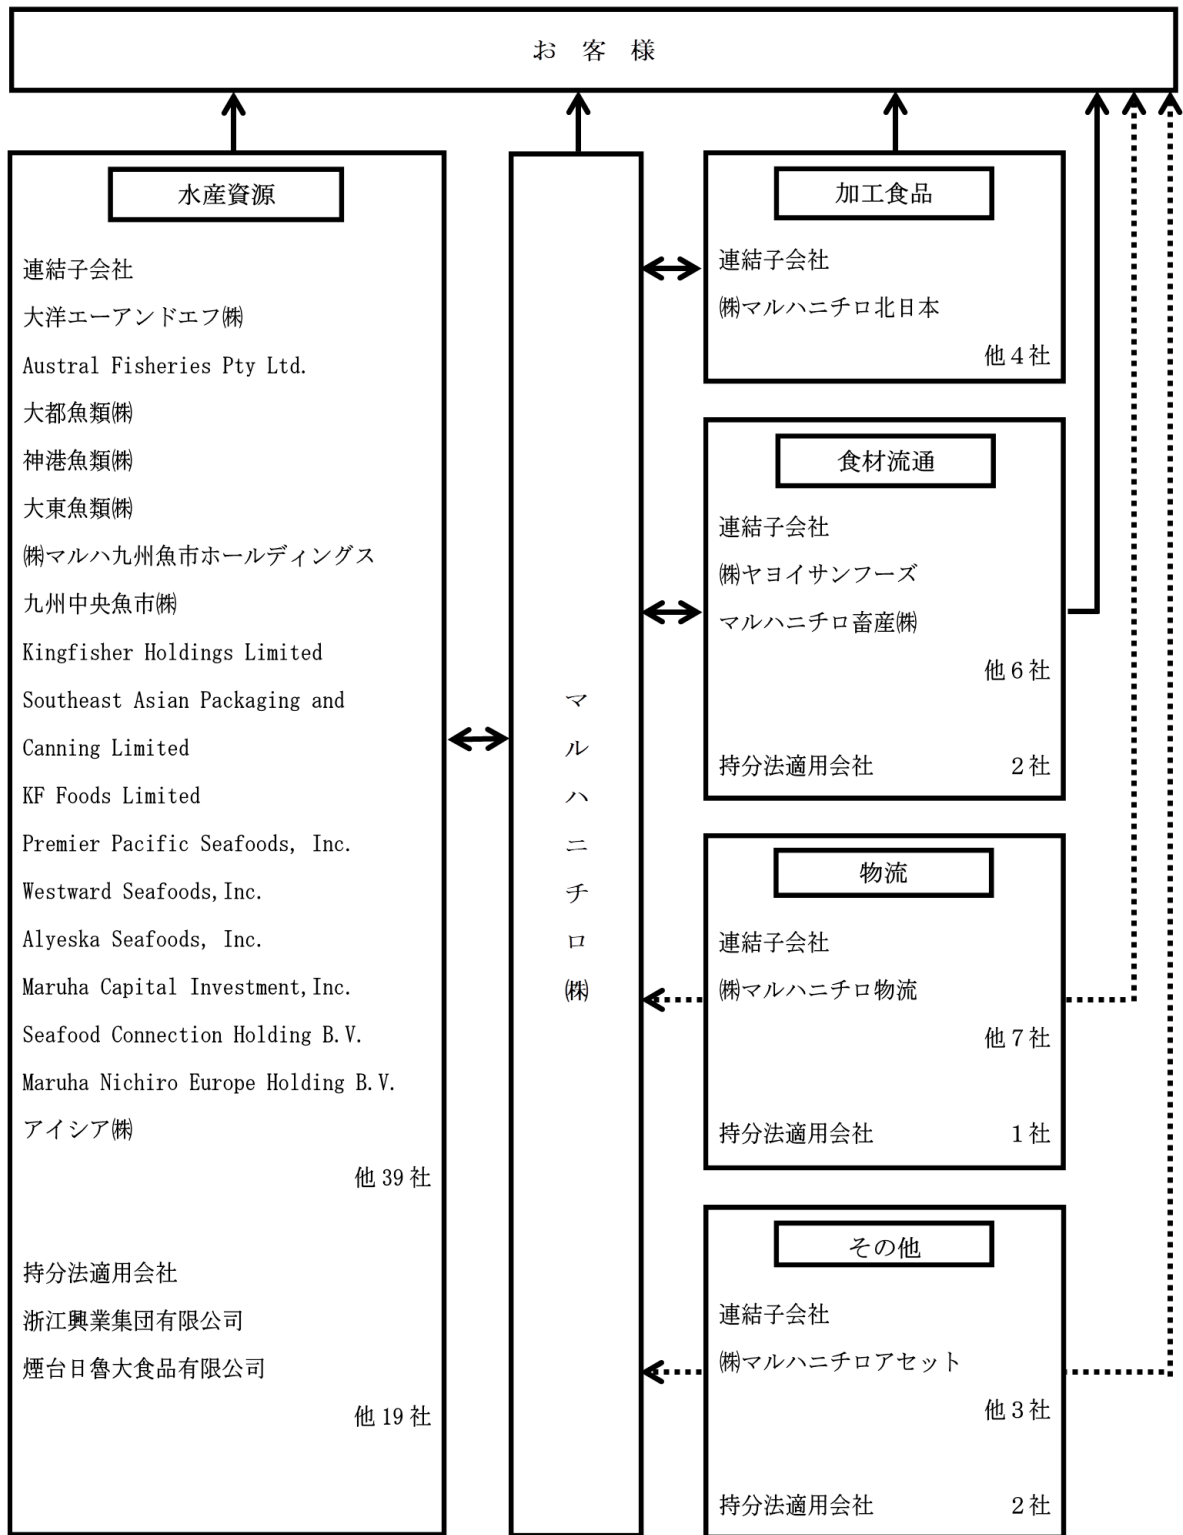 お 客 様
水産資源
連結子会社
大洋エーアンドエフ㈱
Austral Fisheries Pty Ltd.
大都魚類㈱
神港魚類㈱
大東魚類㈱
㈱マルハ九州魚市ホールディングス
九州中央魚市㈱
Kingfisher Holdings Limited
Southeast Asian Packaging and
Canning Limited
KF Foods Limited
Premier Pacific Seafoods, Inc.
Westward Seafoods,Inc.
Alyeska Seafoods, Inc.
Maruha Capital Investment,Inc.
Seafood Connection Holding B.V.
Maruha Nichiro Europe Holding B.V.
アイシア㈱
他 39 社
持分法適用会社
浙江興業集団有限公司
煙台日魯大食品有限公司
他 19 社
マルハニチロ㈱
加工食品
連結子会社
㈱マルハニチロ北日本
他４社
食材流通
連結子会社
㈱ヤヨイサンフーズ
マルハニチロ畜産㈱
他６社
持分法適用会社 ２社
物流
連結子会社
㈱マルハニチロ物流
他７社
持分法適用会社 １社
その他
連結子会社
㈱マルハニチロアセット
他３社
持分法適用会社 ２社